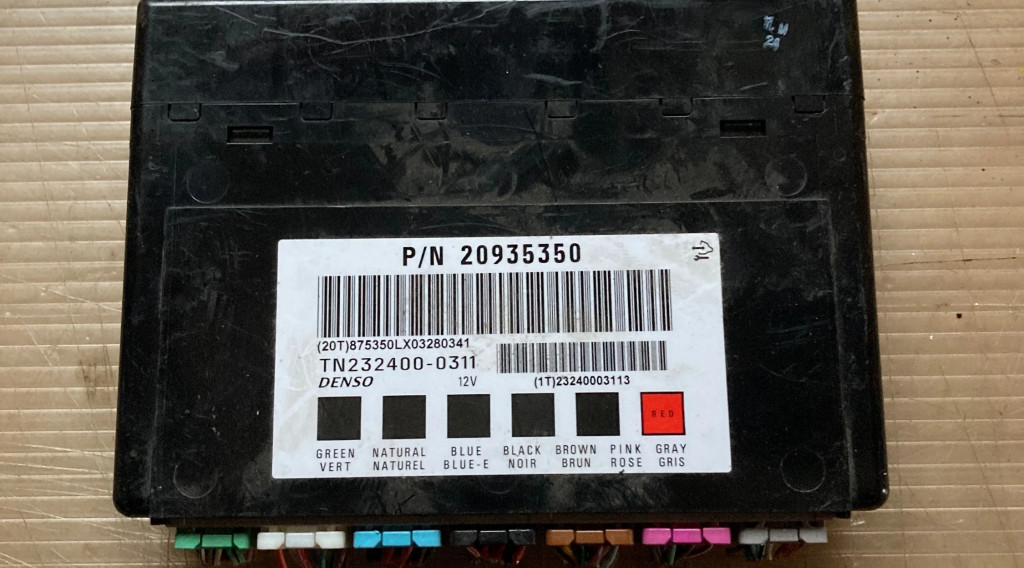 P/N 20935350
(20T)875350LX03280341
TN232400-0311
DENSO 12V (1T)23240003113
RED
GREEN NATURAL BLUE BLACK BROWN PINK GRAY
VERT NATUREL BLUE-E NOIR BRUN ROSE GRIS